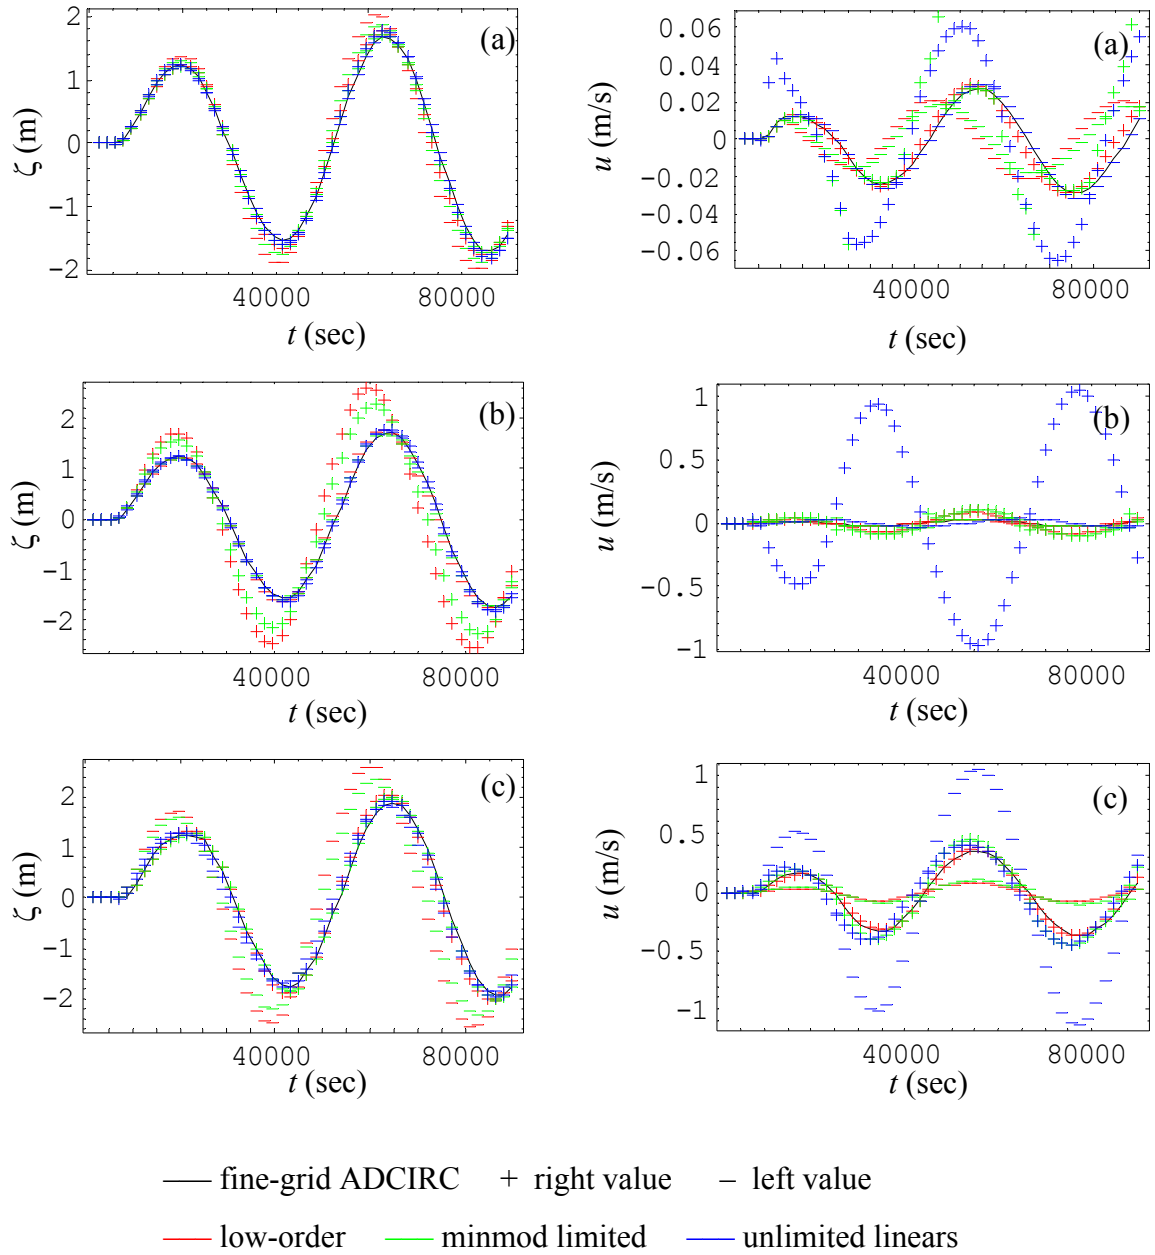 (a)
2
1
0
−1
−2
ζ (m)
40000 80000
t (sec)
(a)
0.06
0.04
0.02
0
−0.02
−0.04
−0.06
u (m/s)
40000 80000
t (sec)
(b)
2
1
0
−1
−2
ζ (m)
40000 80000
t (sec)
(b)
1
0.5
0
−0.5
−1
u (m/s)
40000 80000
t (sec)
(c)
2
1
0
−1
−2
ζ (m)
40000 80000
t (sec)
(c)
1
0.5
0
−0.5
−1
u (m/s)
40000 80000
t (sec)
— fine-grid ADCIRC + right value − left value
— low-order — minmod limited — unlimited linears